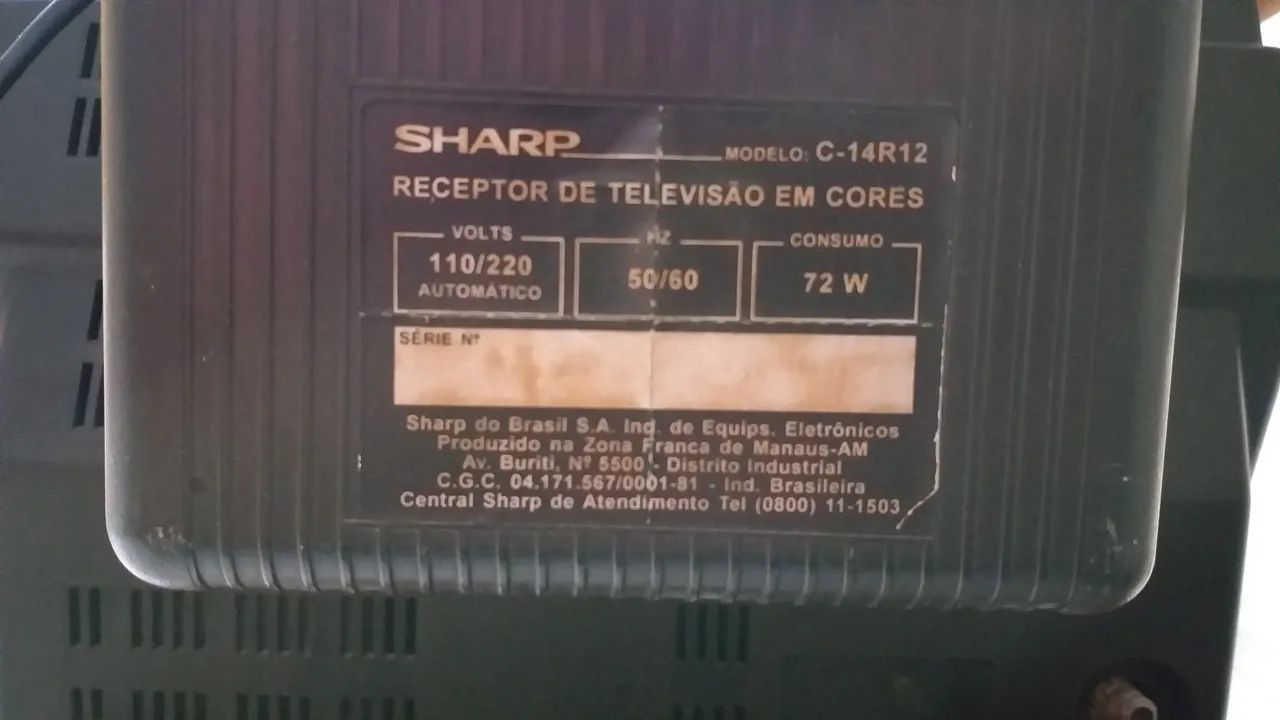 SHARP MODELO: C-14R12
RECEPTOR DE TELEVISÃO EM CORES
VOLTS HZ CONSUMO
110/220 50/60 72 W
AUTOMÁTICO
SÉRIE Nº
Sharp do Brasil S.A. Ind. de Equips. Eletrônicos
Produzido na Zona Franca de Manaus-AM
Av. Buriti, Nº 5500 - Distrito Industrial
C.G.C. 04.171.567/0001-81 - Ind. Brasileira
Central Sharp de Atendimento Tel (0800) 11-1503